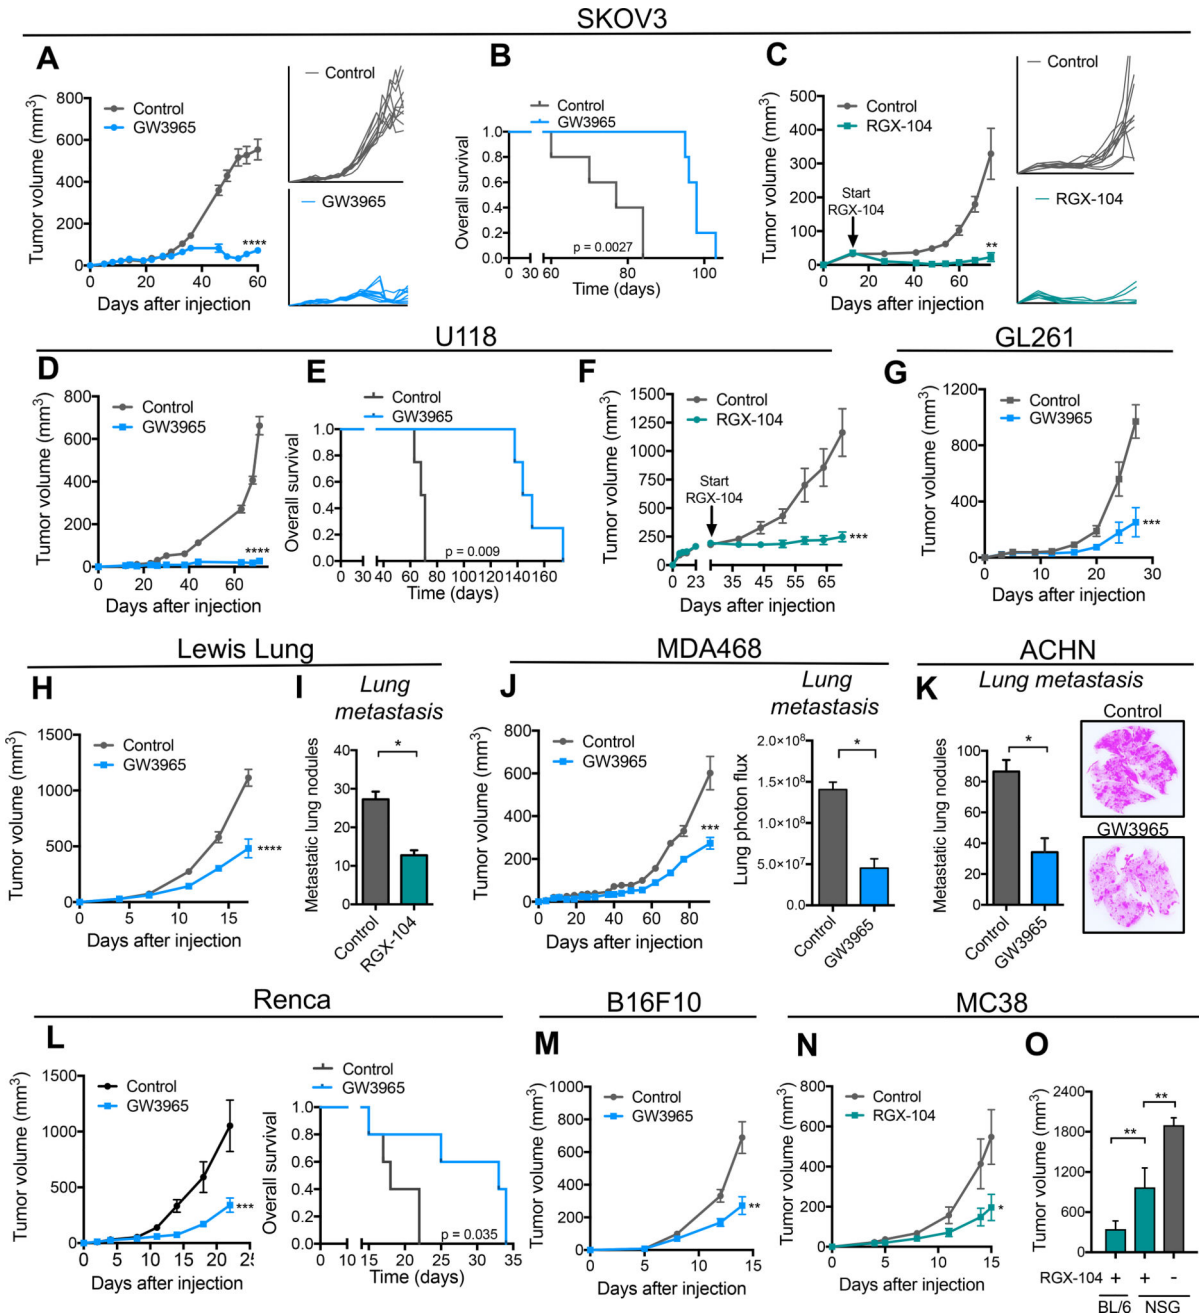 SKOV3
A
Tumor volume (mm³)
800
600
400
200
0
0 20 40 60
Days after injection
Control
GW3965
****
Control
GW3965
B
Control
GW3965
Overall survival
1.0
0.8
0.6
0.4
0.2
0.0
p = 0.0027
0 30 60 80 100
Time (days)
C
Tumor volume (mm³)
500
400
300
200
100
0
Control
RGX-104
Start
RGX-104
**
0 20 40 60
Days after injection
Control
RGX-104
U118
GL261
D
Tumor volume (mm³)
800
600
400
200
0
Control
GW3965
****
0 20 40 60
Days after injection
E
Control
GW3965
Overall survival
1.0
0.8
0.6
0.4
0.2
0.0
p = 0.009
0 30 40 60 80 100 120 140 160
Time (days)
F
Tumor volume (mm³)
1500
1250
1000
750
500
250
0
Control
RGX-104
Start
RGX-104
***
0 23 35 45 55 65
Days after injection
G
Tumor volume (mm³)
1200
800
400
0
Control
GW3965
***
0 10 20 30
Days after injection
Lewis Lung
MDA468
ACHN
H
Tumor volume (mm³)
1500
1000
500
0
Control
GW3965
****
0 5 10 15
Days after injection
I
Lung
metastasis
Metastatic lung nodules
40
30
20
10
0
*
Control
RGX-104
J
Tumor volume (mm³)
800
600
400
200
0
Control
GW3965
***
0 20 40 60 80
Days after injection
Lung
metastasis
Lung photon flux
2.0×10⁸
1.5×10⁸
1.0×10⁸
5.0×10⁷
0.0
*
Control
GW3965
K
Lung metastasis
Metastatic lung nodules
100
80
60
40
20
0
*
Control
GW3965
Control
GW3965
Renca
B16F10
MC38
L
Tumor volume (mm³)
1500
1000
500
0
Control
GW3965
***
0 5 10 15 20 25
Days after injection
Control
GW3965
Overall survival
1.0
0.8
0.6
0.4
0.2
0.0
p = 0.035
0 10 15 20 25 30 35
Time (days)
M
Tumor volume (mm³)
1000
800
600
400
200
0
Control
GW3965
**
0 5 10 15
Days after injection
N
Tumor volume (mm³)
800
600
400
200
0
Control
RGX-104
*
0 5 10 15
Days after injection
O
Tumor volume (mm³)
2400
1800
1200
600
0
**
**
RGX-104 + + -
BL/6 NSG